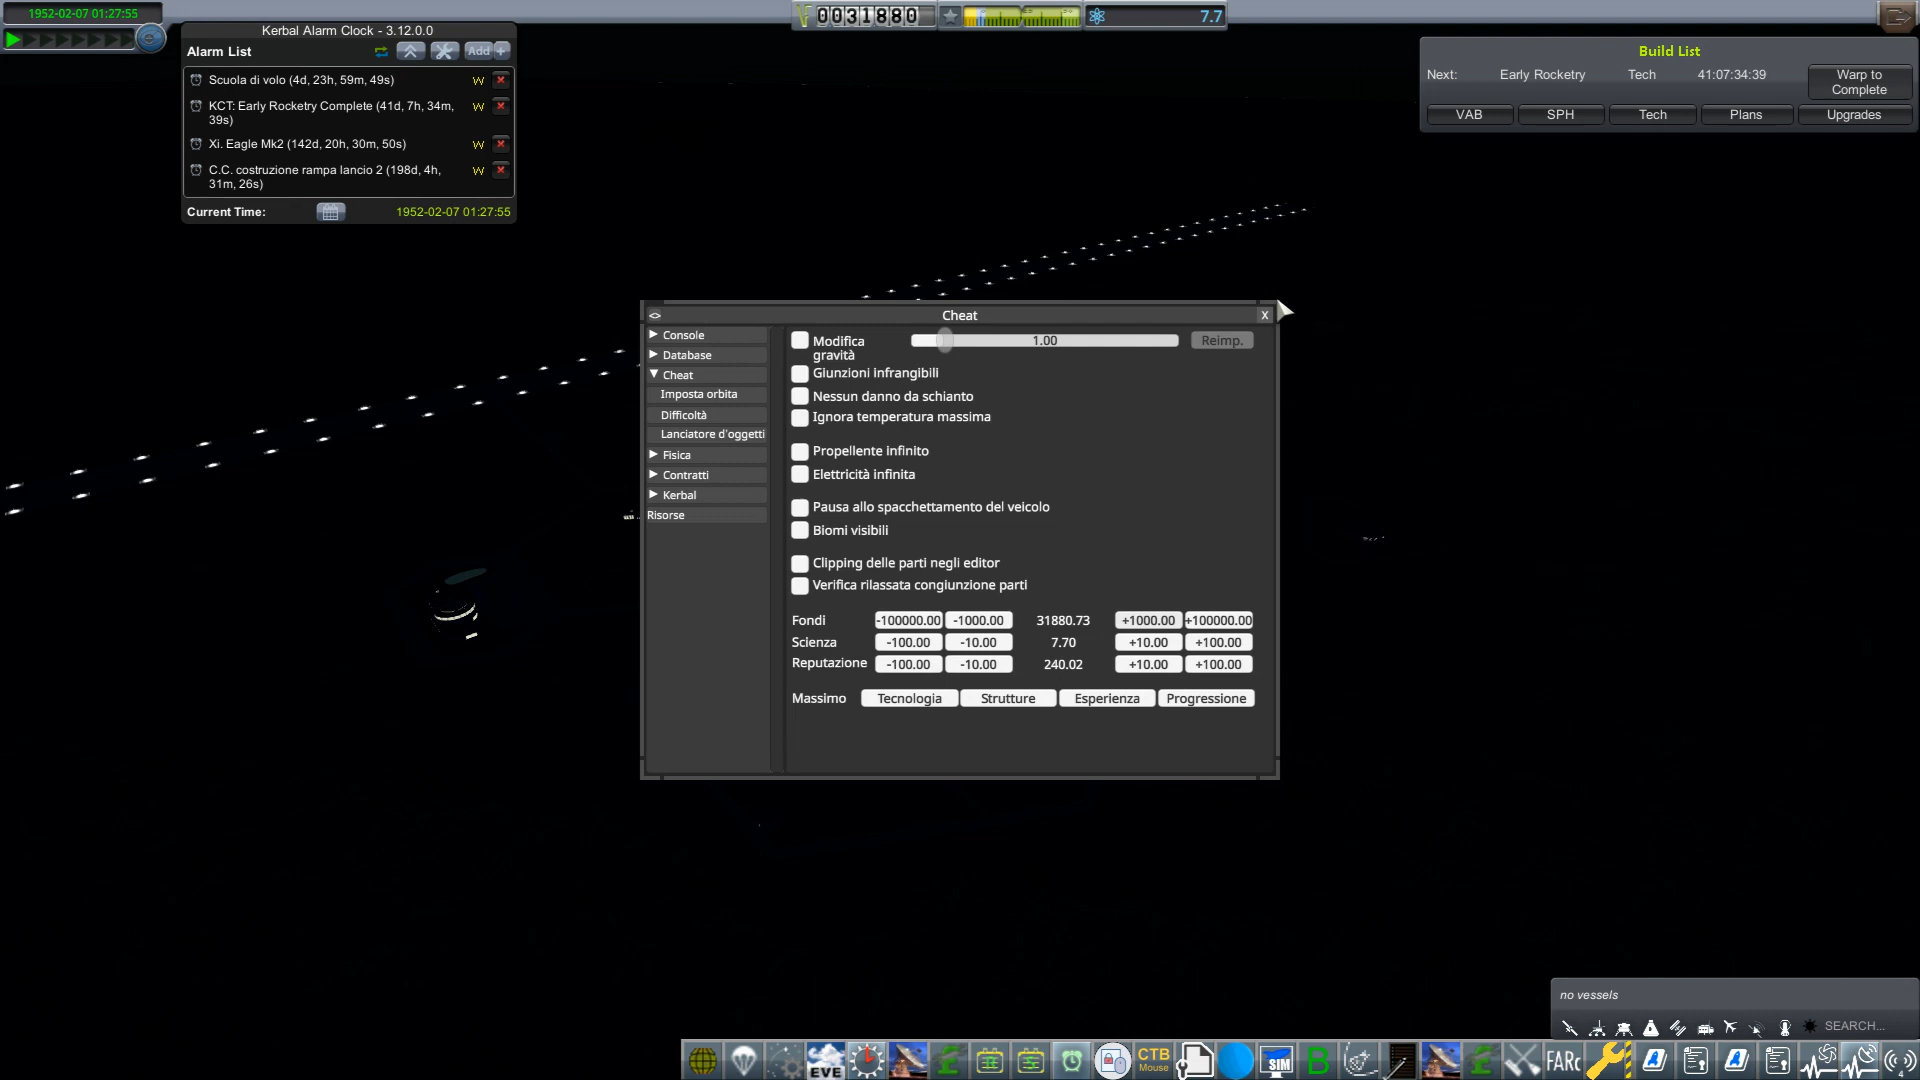 1952-02-07 01:27:55
Kerbal Alarm Clock - 3.12.0.0
Alarm List
Add +
Scuola di volo (4d, 23h, 59m, 49s)
KCT: Early Rocketry Complete (41d, 7h, 34m,
39s)
Xi. Eagle Mk2 (142d, 20h, 30m, 50s)
C.C. costruzione rampa lancio 2 (198d, 4h,
31m, 26s)
Current Time: 1952-02-07 01:27:55
0031880
7.7
Build List
Next: Early Rocketry Tech 41:07:34:39 Warp to
Complete
VAB SPH Tech Plans Upgrades
<> Cheat X
Console
Database
Cheat
Imposta orbita
Difficoltà
Lanciatore d'oggetti
Fisica
Contratti
Kerbal
Risorse
Modifica
gravità
1.00 Reimp.
Giunzioni infrangibili
Nessun danno da schianto
Ignora temperatura massima
Propellente infinito
Elettricità infinita
Pausa allo spacchettamento del veicolo
Biomi visibili
Clipping delle parti negli editor
Verifica rilassata congiunzione parti
Fondi -100000.00 -1000.00 31880.73 +1000.00 +100000.00
Scienza -100.00 -10.00 7.70 +10.00 +100.00
Reputazione -100.00 -10.00 240.02 +10.00 +100.00
Massimo Tecnologia Strutture Esperienza Progressione
no vessels
SEARCH...
EVE
CTB
Mouse
SIM
B
FARc
4